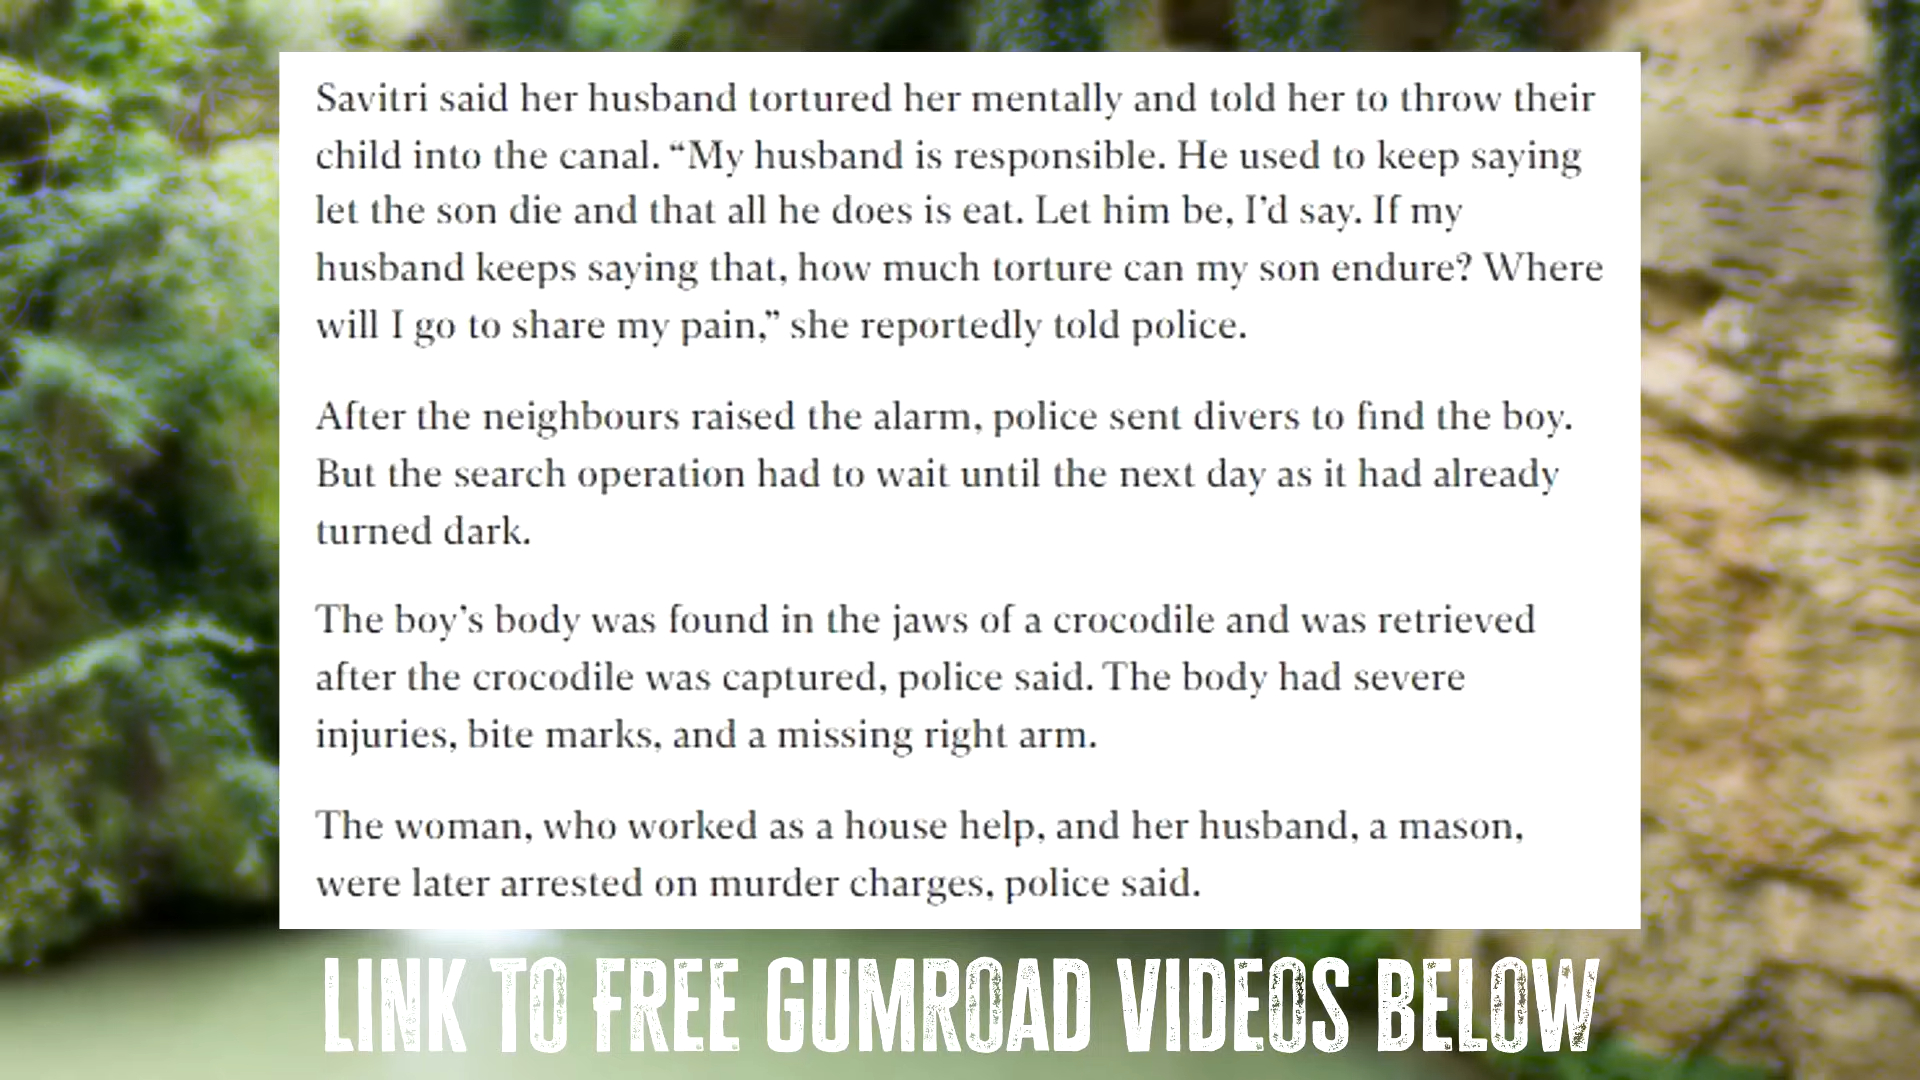 Savitri said her husband tortured her mentally and told her to throw their
child into the canal. “My husband is responsible. He used to keep saying
let the son die and that all he does is eat. Let him be, I’d say. If my
husband keeps saying that, how much torture can my son endure? Where
will I go to share my pain,” she reportedly told police.
After the neighbours raised the alarm, police sent divers to find the boy.
But the search operation had to wait until the next day as it had already
turned dark.
The boy’s body was found in the jaws of a crocodile and was retrieved
after the crocodile was captured, police said. The body had severe
injuries, bite marks, and a missing right arm.
The woman, who worked as a house help, and her husband, a mason,
were later arrested on murder charges, police said.
LINK TO FREE GUMROAD VIDEOS BELOW